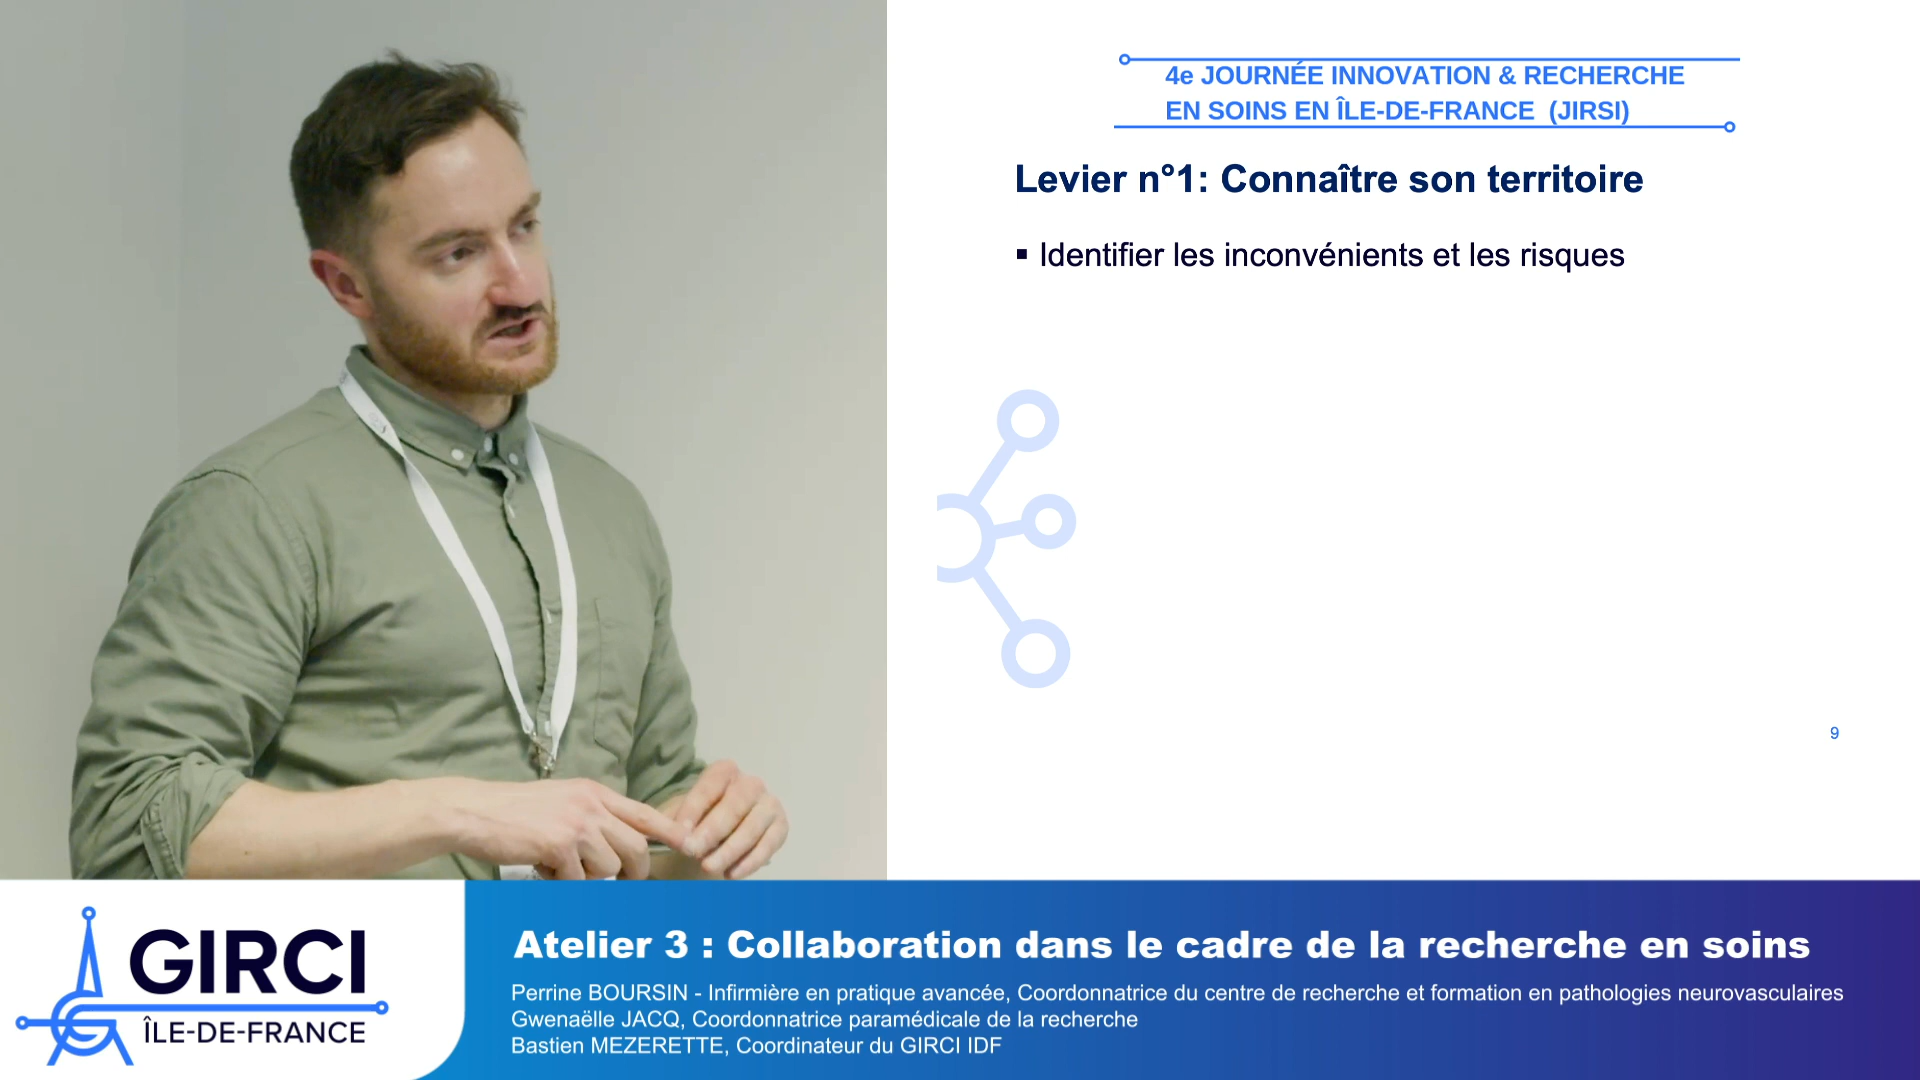 4e JOURNÉE INNOVATION & RECHERCHE
EN SOINS EN ÎLE-DE-FRANCE (JIRSI)
Levier n°1: Connaître son territoire
▪ Identifier les inconvénients et les risques
9
GIRCI
ÎLE-DE-FRANCE
Atelier 3 : Collaboration dans le cadre de la recherche en soins
Perrine BOURSIN - Infirmière en pratique avancée, Coordonnatrice du centre de recherche et formation en pathologies neurovasculaires
Gwenaëlle JACQ, Coordonnatrice paramédicale de la recherche
Bastien MEZERETTE, Coordinateur du GIRCI IDF